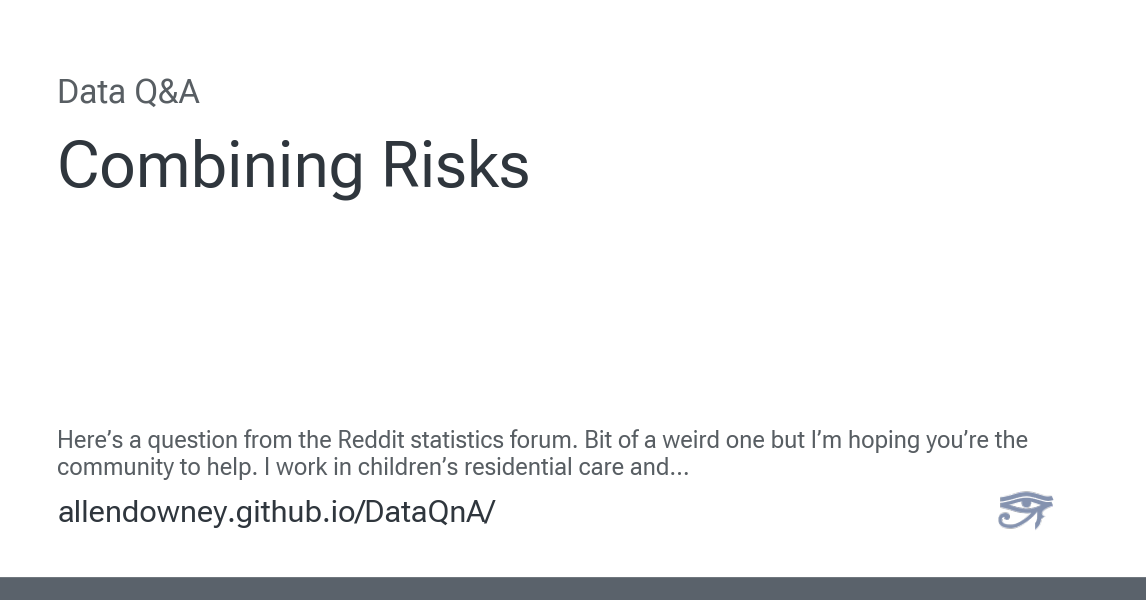 Data Q&A
Combining Risks
Here’s a question from the Reddit statistics forum. Bit of a weird one but I’m hoping you’re the
community to help. I work in children’s residential care and...
allendowney.github.io/DataQnA/